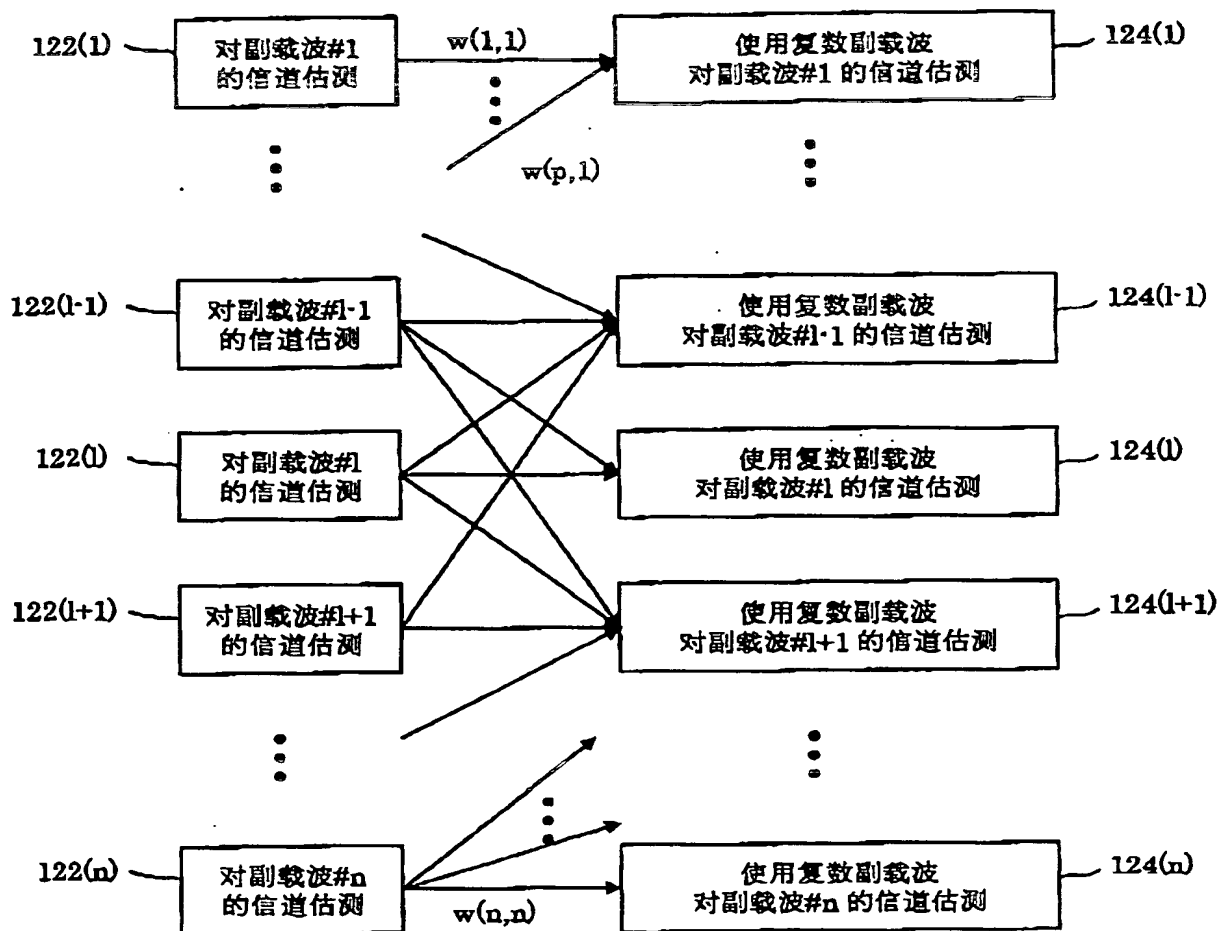 122(1)
对副载波#1
的信道估测
w(1,1)
w(p,1)
使用复数副载波
对副载波#1 的信道估测
124(1)
122(l-1)
对副载波#l-1
的信道估测
使用复数副载波
对副载波#l-1 的信道估测
124(l-1)
122(l)
对副载波#l
的信道估测
使用复数副载波
对副载波#l 的信道估测
124(l)
122(l+1)
对副载波#l+1
的信道估测
使用复数副载波
对副载波#l+1 的信道估测
124(l+1)
122(n)
对副载波#n
的信道估测
w(n,n)
使用复数副载波
对副载波#n 的信道估测
124(n)